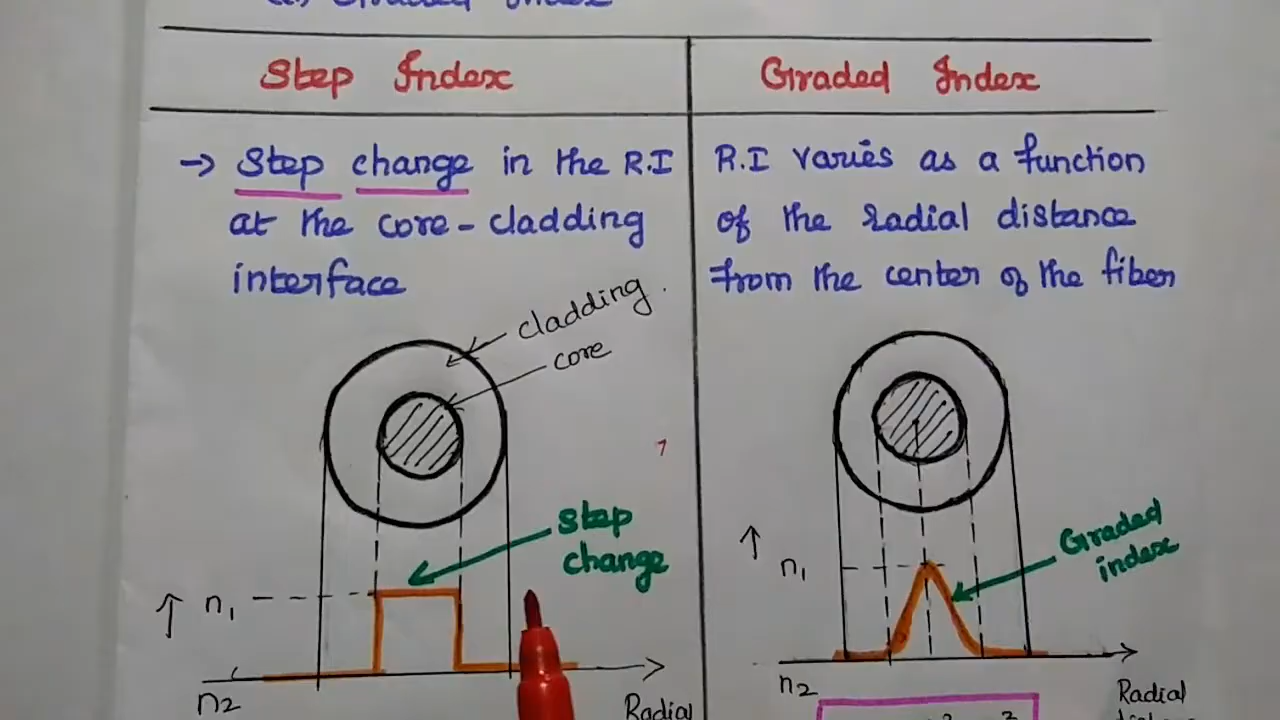 Graded Index
Step Index
Graded Index
→ Step change in the R.I
at the core-cladding
interface
R.I varies as a function
of the radial distance
from the center of the fiber
cladding.
core
Step
change
n₁
n₂
Radial
Graded
index
n₁
n₂
Radial